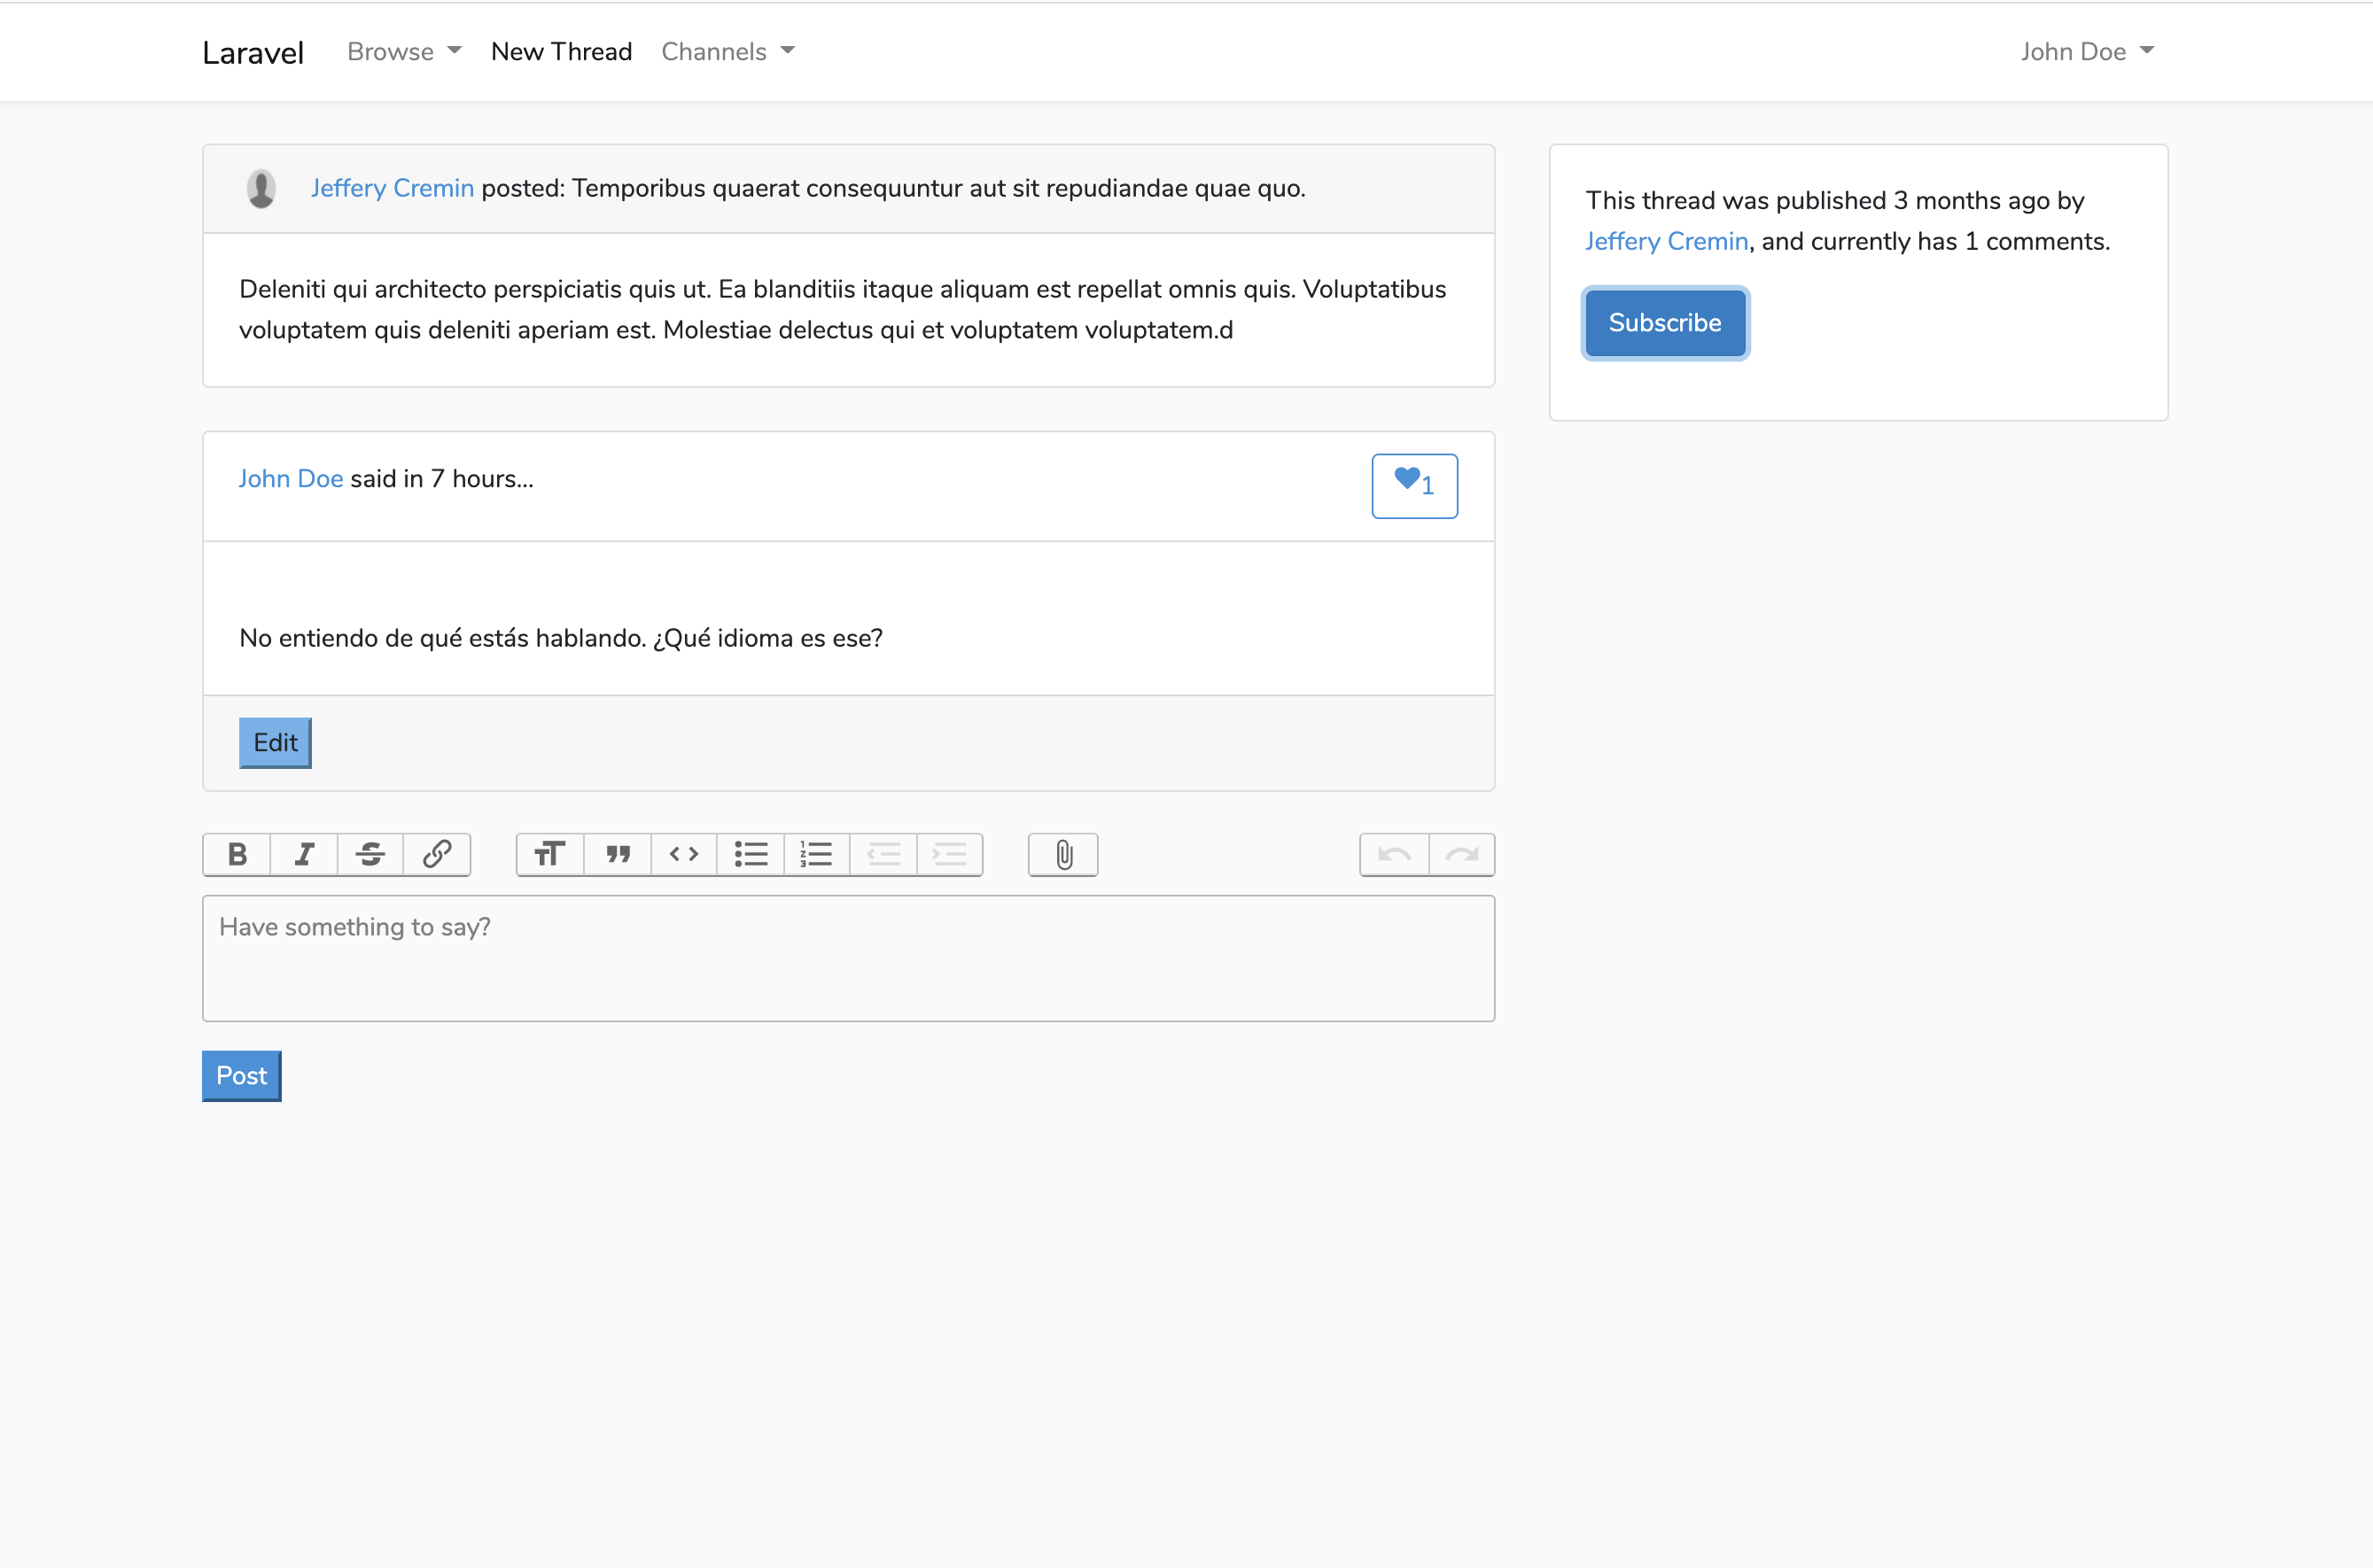 Laravel Browse New Thread Channels John Doe
Jeffery Cremin posted: Temporibus quaerat consequuntur aut sit repudiandae quae quo.
Deleniti qui architecto perspiciatis quis ut. Ea blanditiis itaque aliquam est repellat omnis quis. Voluptatibus
voluptatem quis deleniti aperiam est. Molestiae delectus qui et voluptatem voluptatem.d
This thread was published 3 months ago by
Jeffery Cremin, and currently has 1 comments.
Subscribe
John Doe said in 7 hours...
1
No entiendo de qué estás hablando. ¿Qué idioma es ese?
Edit
Have something to say?
Post